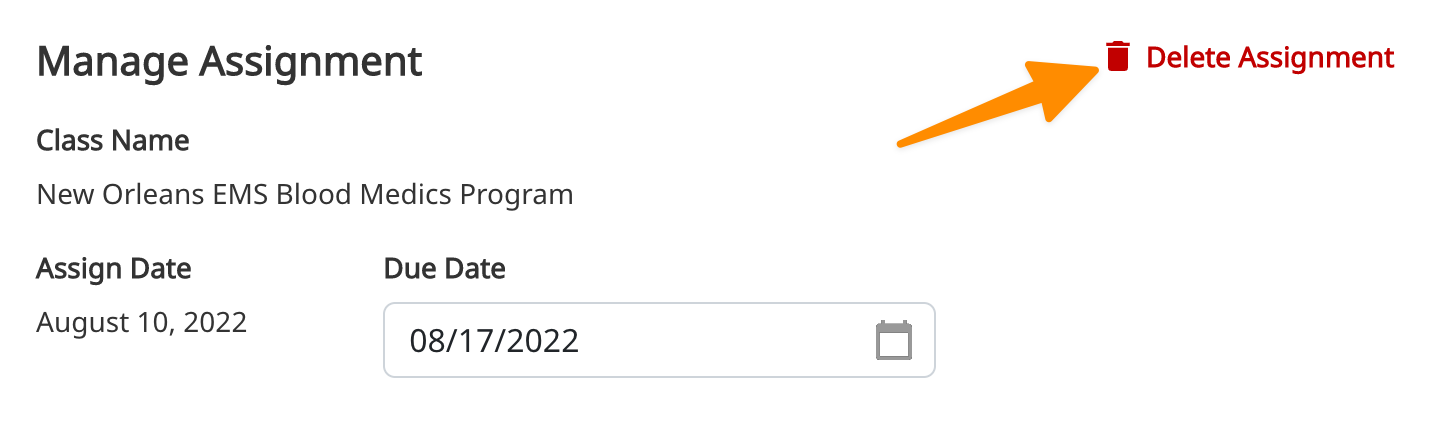 Manage Assignment
Delete Assignment
Class Name
New Orleans EMS Blood Medics Program
Assign Date
Due Date
August 10, 2022
08/17/2022